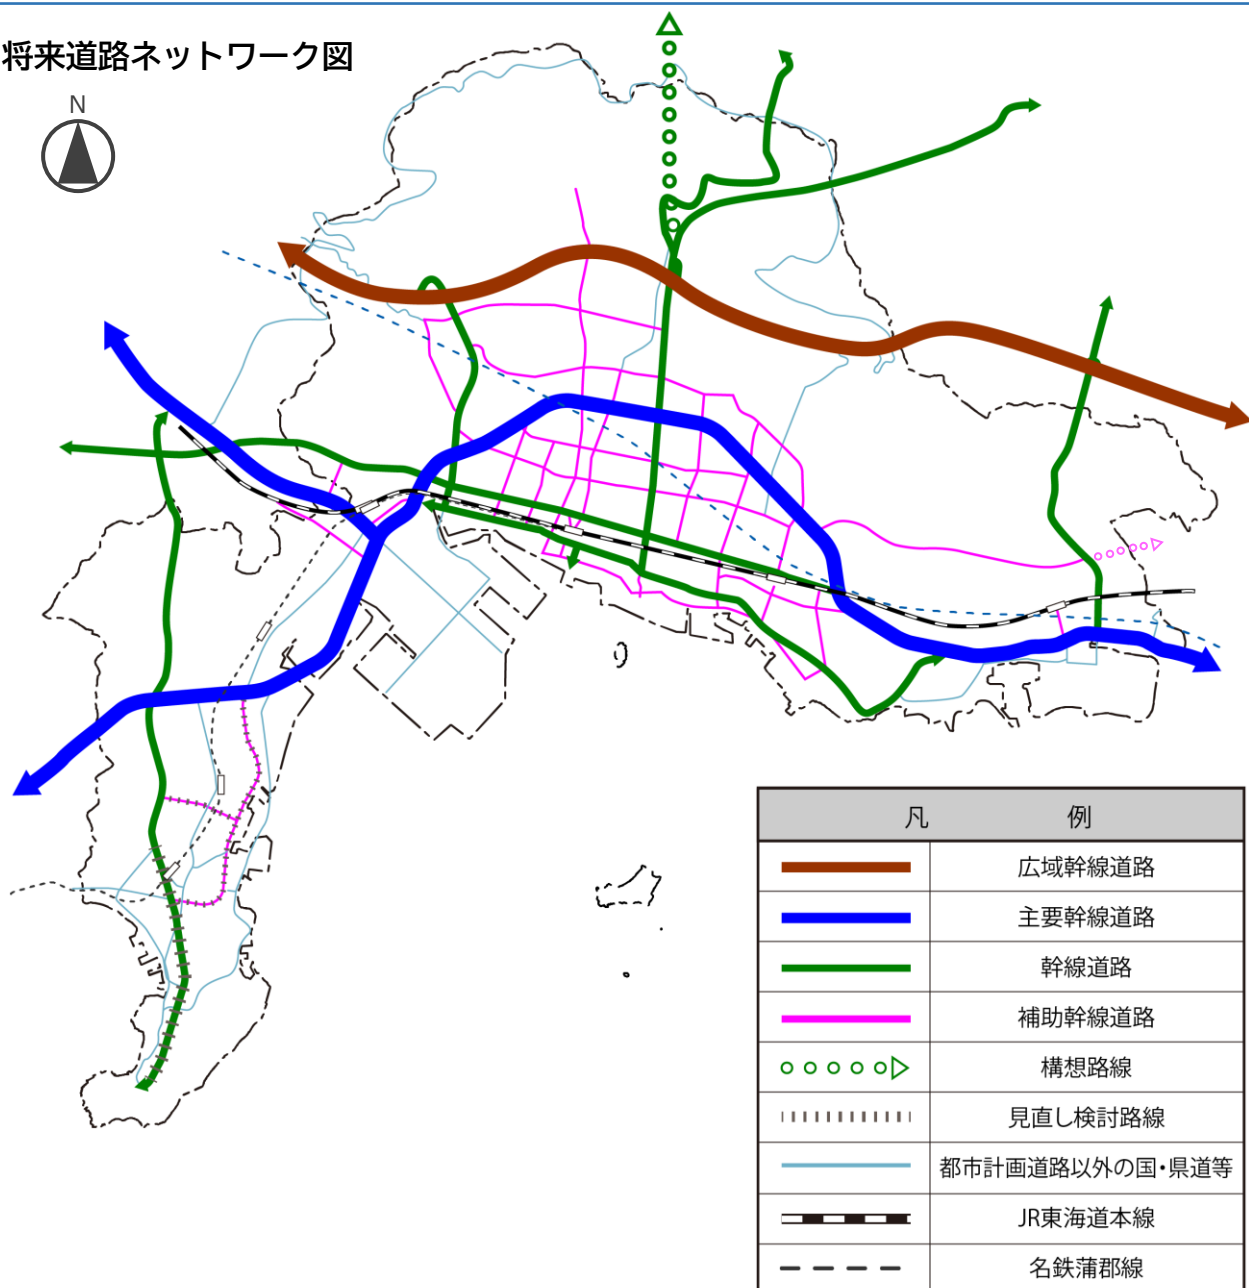 将来道路ネットワーク図
N
凡 例
広域幹線道路
主要幹線道路
幹線道路
補助幹線道路
構想路線
見直し検討路線
都市計画道路以外の国・県道等
JR東海道本線
名鉄蒲郡線